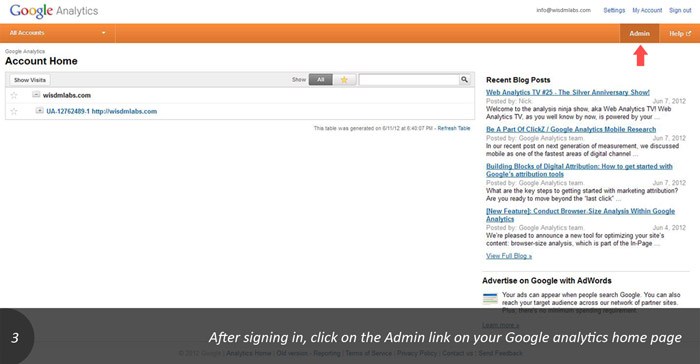 Google Analytics
info@wisdmlabs.com Settings My Account Sign out
All Accounts Admin Help
Google Analytics
Account Home
Show Visits Show All
wisdmlabs.com
UA-12762489-1 http://wisdmlabs.com
This table was generated on 6/11/12 at 6:40:07 PM - Refresh Table
Recent Blog Posts
Web Analytics TV #25 - The Silver Anniversary Show!
Posted by: Nick. Jun 7, 2012
Welcome to the analysis ninja show, aka Web Analytics TV! Web
Analytics TV, as you well know by now, is powered by your ...
Be A Part Of ClickZ / Google Analytics Mobile Research
Posted by: Google Analytics team. Jun 7, 2012
In our recent post on next generation of measurement, we discussed
mobile as one of the fastest areas of digital channel ...
Building Blocks of Digital Attribution: How to get started with
Google's attribution tools
Posted by: Google Analytics team Jun 7, 2012
What are the key steps to getting started with marketing attribution?
Are you ready to move beyond the "last click" ...
[New Feature]: Conduct Browser-Size Analysis Within Google
Analytics
Posted by: Google Analytics team Jun 4, 2012
We're pleased to announce a new tool for optimizing your site's
content: browser-size analysis, which is part of the In-Page ...
View Full Blog »
Advertise on Google with AdWords
Your ads can appear when people search Google. You can also
reach your target audience across our network of partner sites.
Plus, there's no minimum spending requirement.
Learn more »
3 After signing in, click on the Admin link on your Google analytics home page
© 2012 Google | Analytics Home | Old version - Reporting | Terms of Service | Privacy Policy | Contact us | Send Feedback